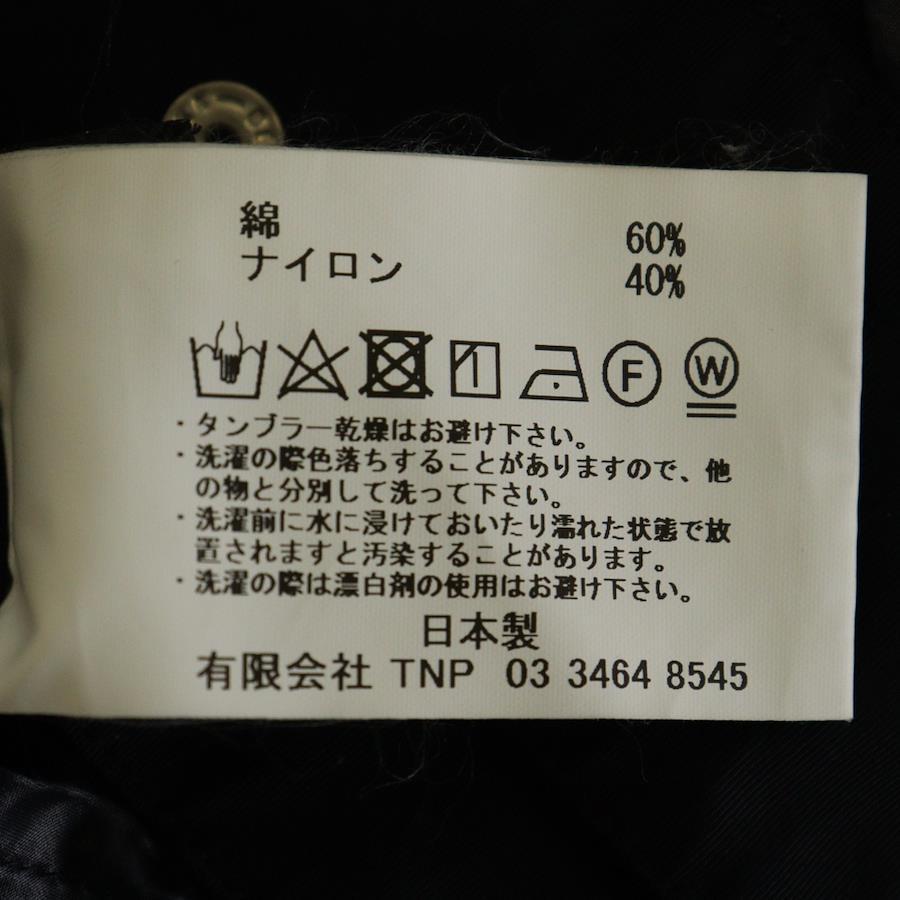 綿 60%
ナイロン 40%
F W
・タンブラー乾燥はお避け下さい。
・洗濯の際色落ちすることがありますので、他
の物と分別して洗って下さい。
・洗濯前に水に浸けておいたり濡れた状態で放
置されますと汚染することがあります。
・洗濯の際は漂白剤の使用はお避け下さい。
日本製
有限会社 TNP 03 3464 8545